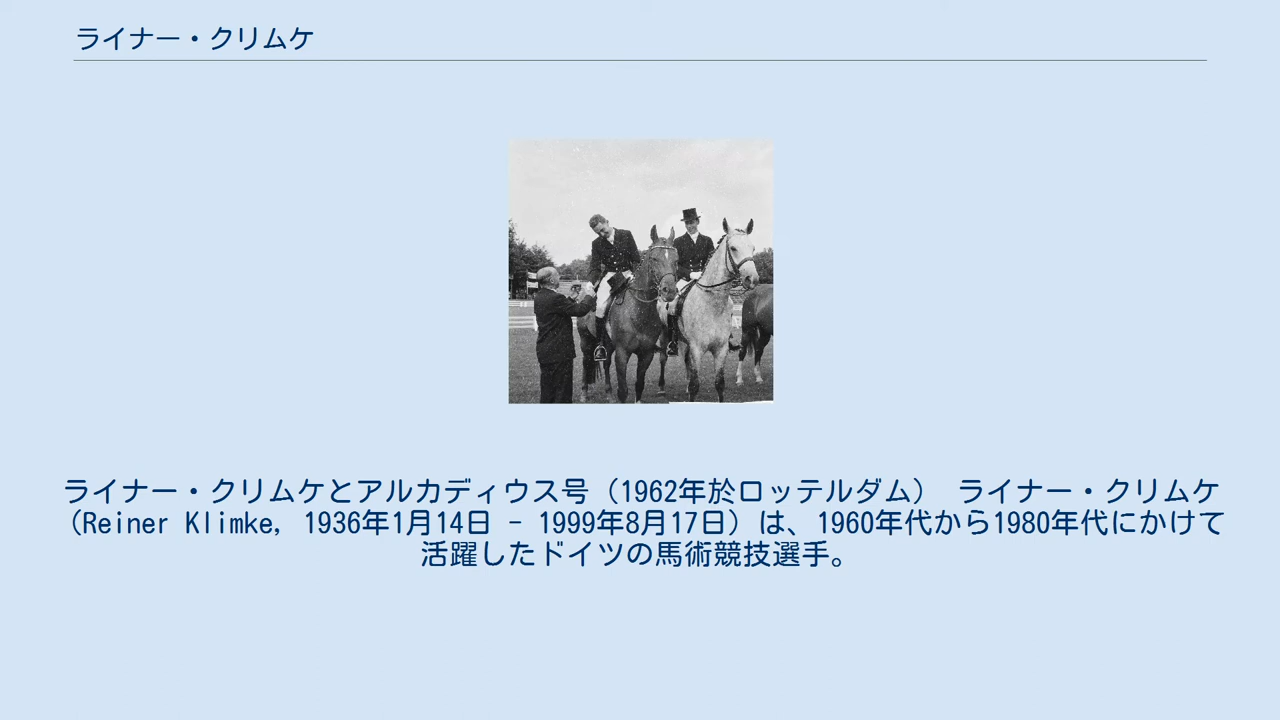 ライナー・クリムケ
ライナー・クリムケとアルカディウス号（1962年於ロッテルダム） ライナー・クリムケ
（Reiner Klimke, 1936年1月14日 - 1999年8月17日）は、1960年代から1980年代にかけて
活躍したドイツの馬術競技選手。